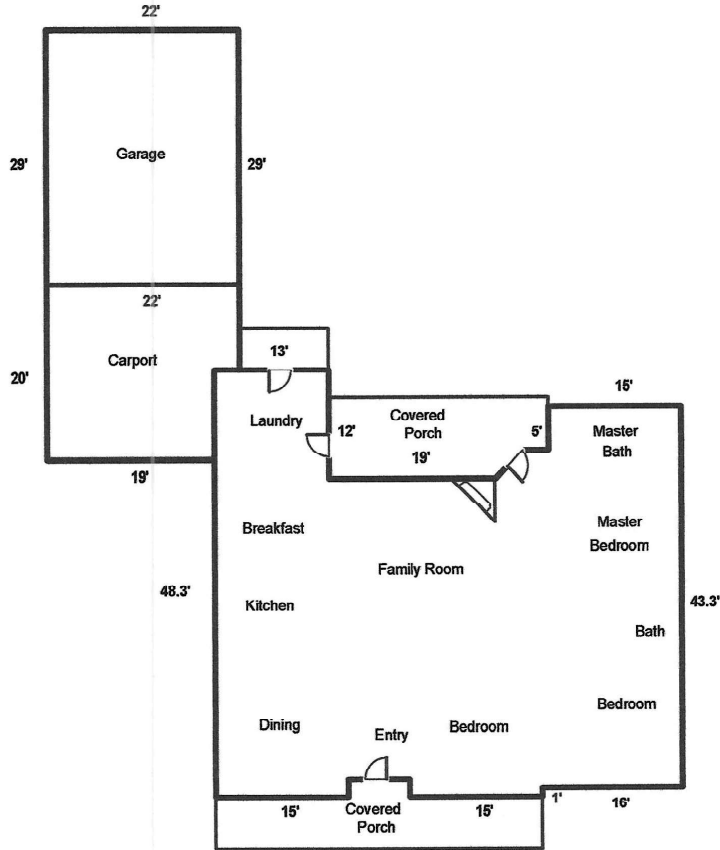 22'
Garage
29'
29'
22'
Carport
13'
20'
15'
Laundry
Covered
Porch
12'
5'
Master
Bath
19'
19'
Breakfast
Master
Bedroom
Family Room
48.3'
Kitchen
43.3'
Bath
Bedroom
Dining
Bedroom
Entry
15'
Covered
Porch
15'
1'
16'